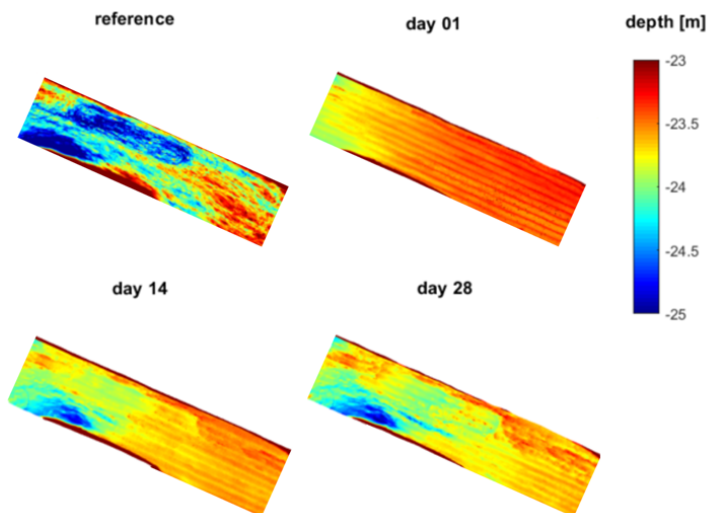 reference
day 01
depth [m]
-23
-23.5
-24
-24.5
-25
day 14
day 28